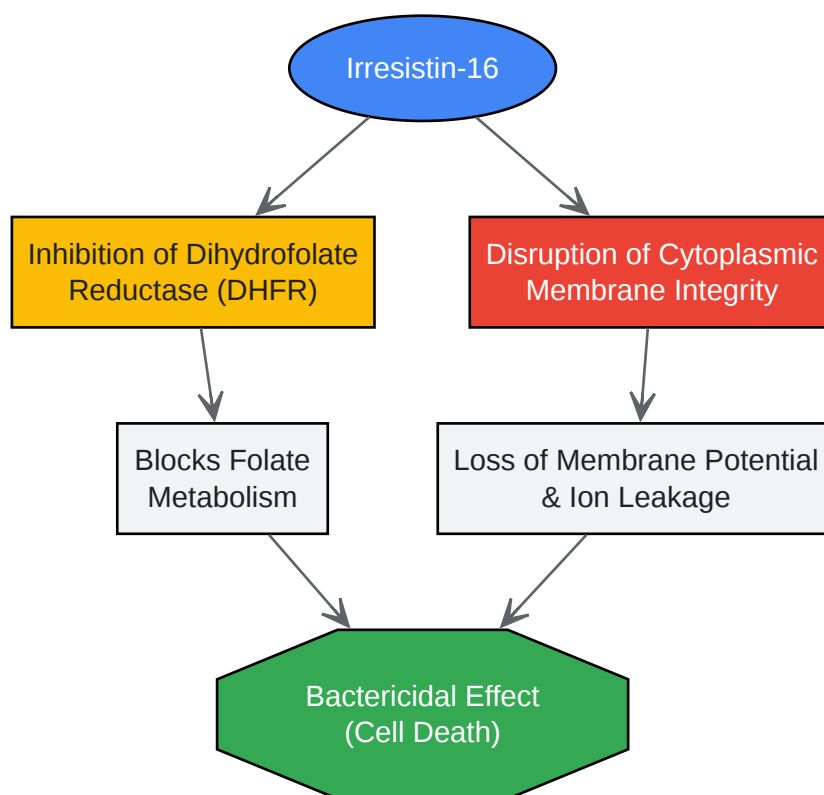 Irresistin-16
Inhibition of Dihydrofolate
Reductase (DHFR)
Disruption of Cytoplasmic
Membrane Integrity
Blocks Folate
Metabolism
Loss of Membrane Potential
& Ion Leakage
Bactericidal Effect
(Cell Death)